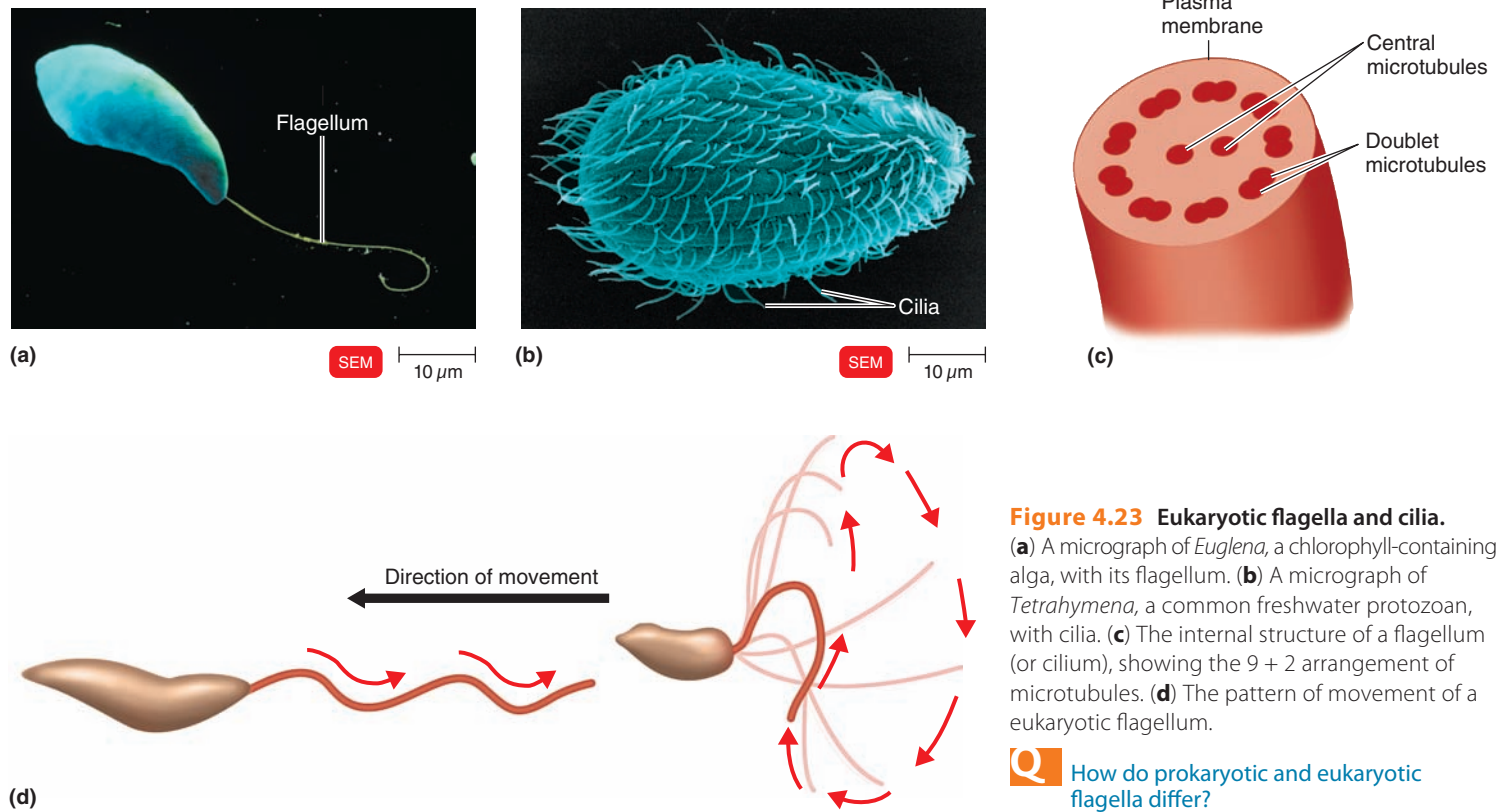 Flagellum
(a)
SEM
10 µm
Cilia
(b)
SEM
10 µm
Plasma
membrane
Central
microtubules
Doublet
microtubules
(c)
Direction of movement
(d)
Figure 4.23 Eukaryotic flagella and cilia.
(a) A micrograph of Euglena, a chlorophyll-containing
alga, with its flagellum. (b) A micrograph of
Tetrahymena, a common freshwater protozoan,
with cilia. (c) The internal structure of a flagellum
(or cilium), showing the 9 + 2 arrangement of
microtubules. (d) The pattern of movement of a
eukaryotic flagellum.
Q How do prokaryotic and eukaryotic
flagella differ?